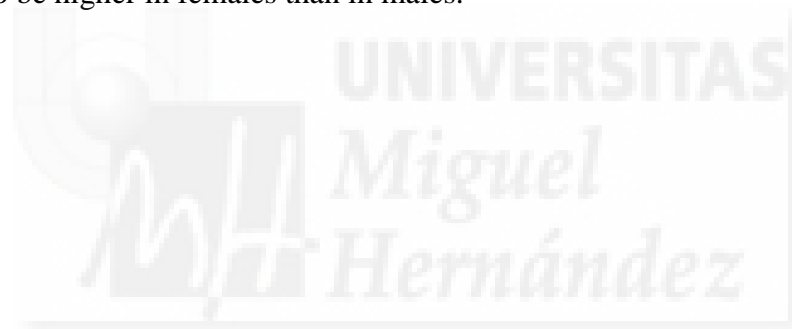 be higher in females than in males.
UNIVERSITAS
Miguel
Hernández